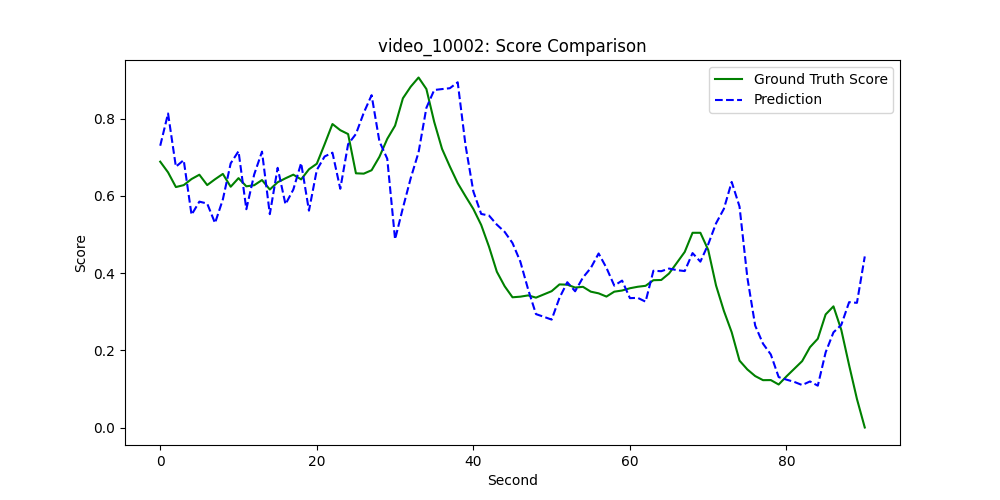 video_10002: Score Comparison
Ground Truth Score
Prediction
Score
0.8
0.6
0.4
0.2
0.0
0 20 40 60 80
Second